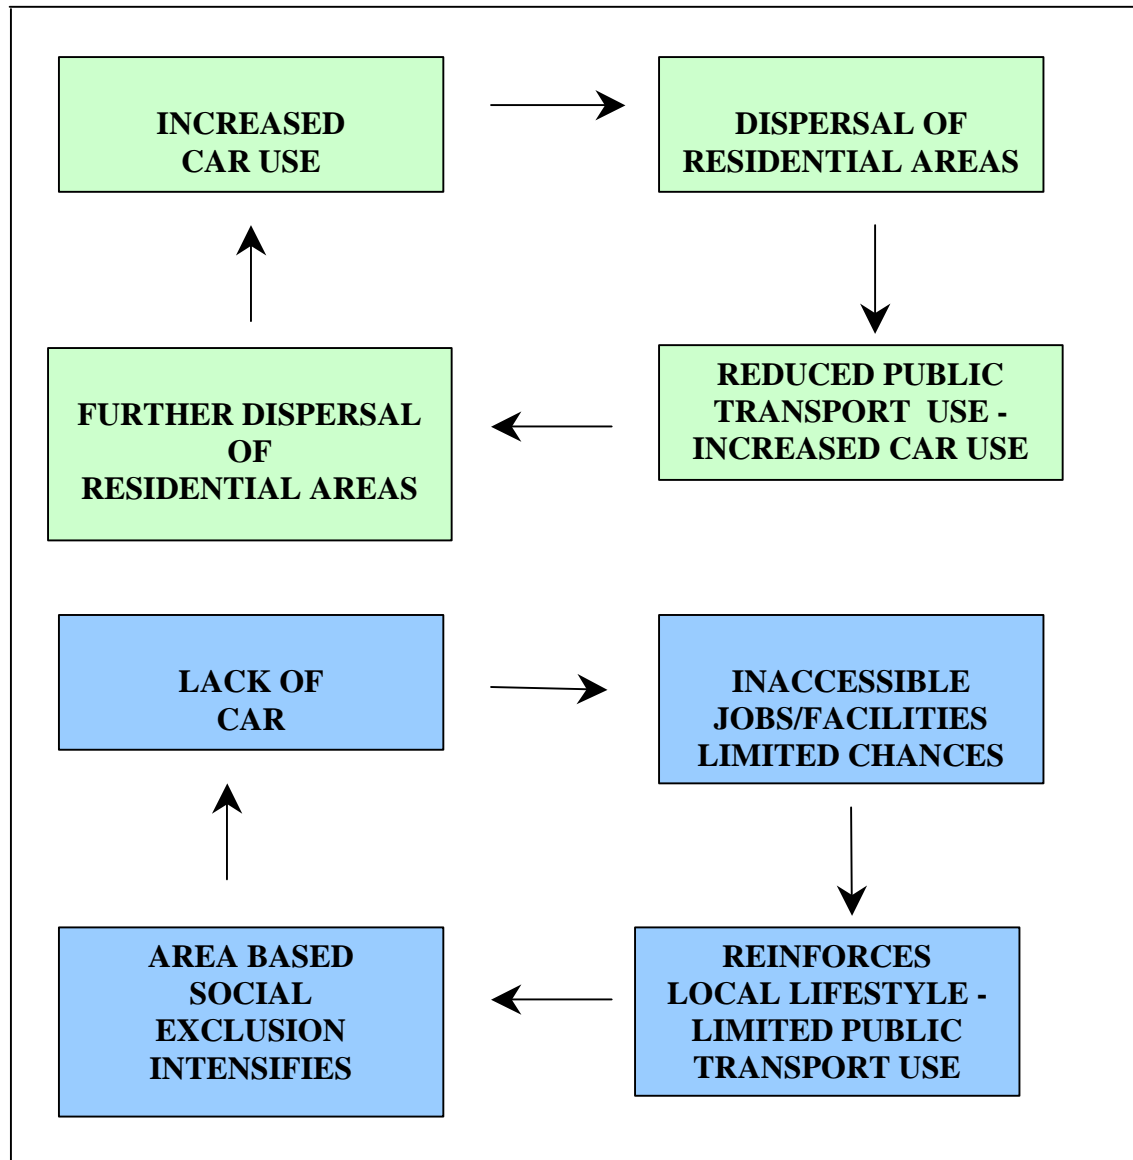 INCREASED
CAR USE
DISPERSAL OF
RESIDENTIAL AREAS
FURTHER DISPERSAL
OF
RESIDENTIAL AREAS
REDUCED PUBLIC
TRANSPORT USE -
INCREASED CAR USE
LACK OF
CAR
INACCESSIBLE
JOBS/FACILITIES
LIMITED CHANCES
AREA BASED
SOCIAL
EXCLUSION
INTENSIFIES
REINFORCES
LOCAL LIFESTYLE -
LIMITED PUBLIC
TRANSPORT USE